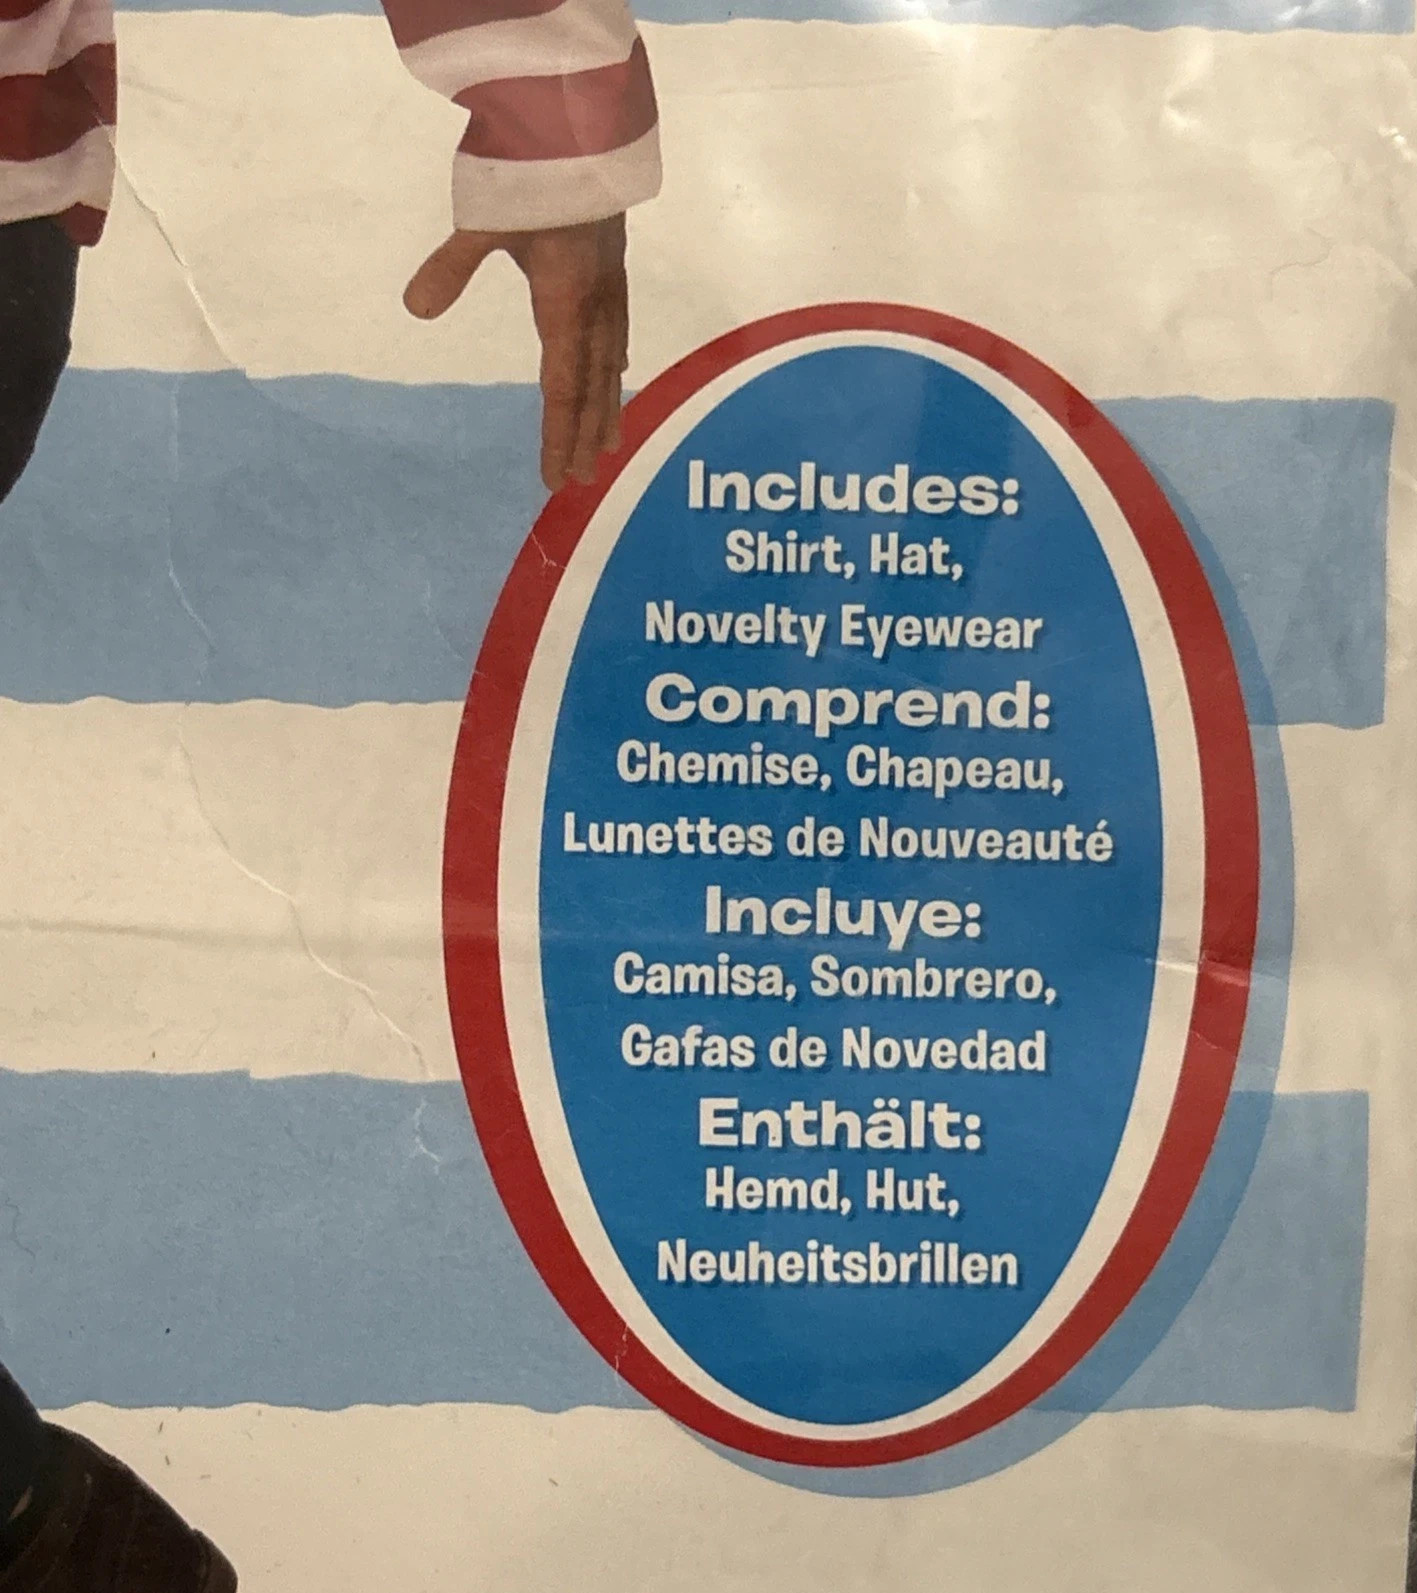 Includes:
Shirt, Hat,
Novelty Eyewear
Comprend:
Chemise, Chapeau,
Lunettes de Nouveauté
Incluye:
Camisa, Sombrero,
Gafas de Novedad
Enthält:
Hemd, Hut,
Neuheitsbrillen